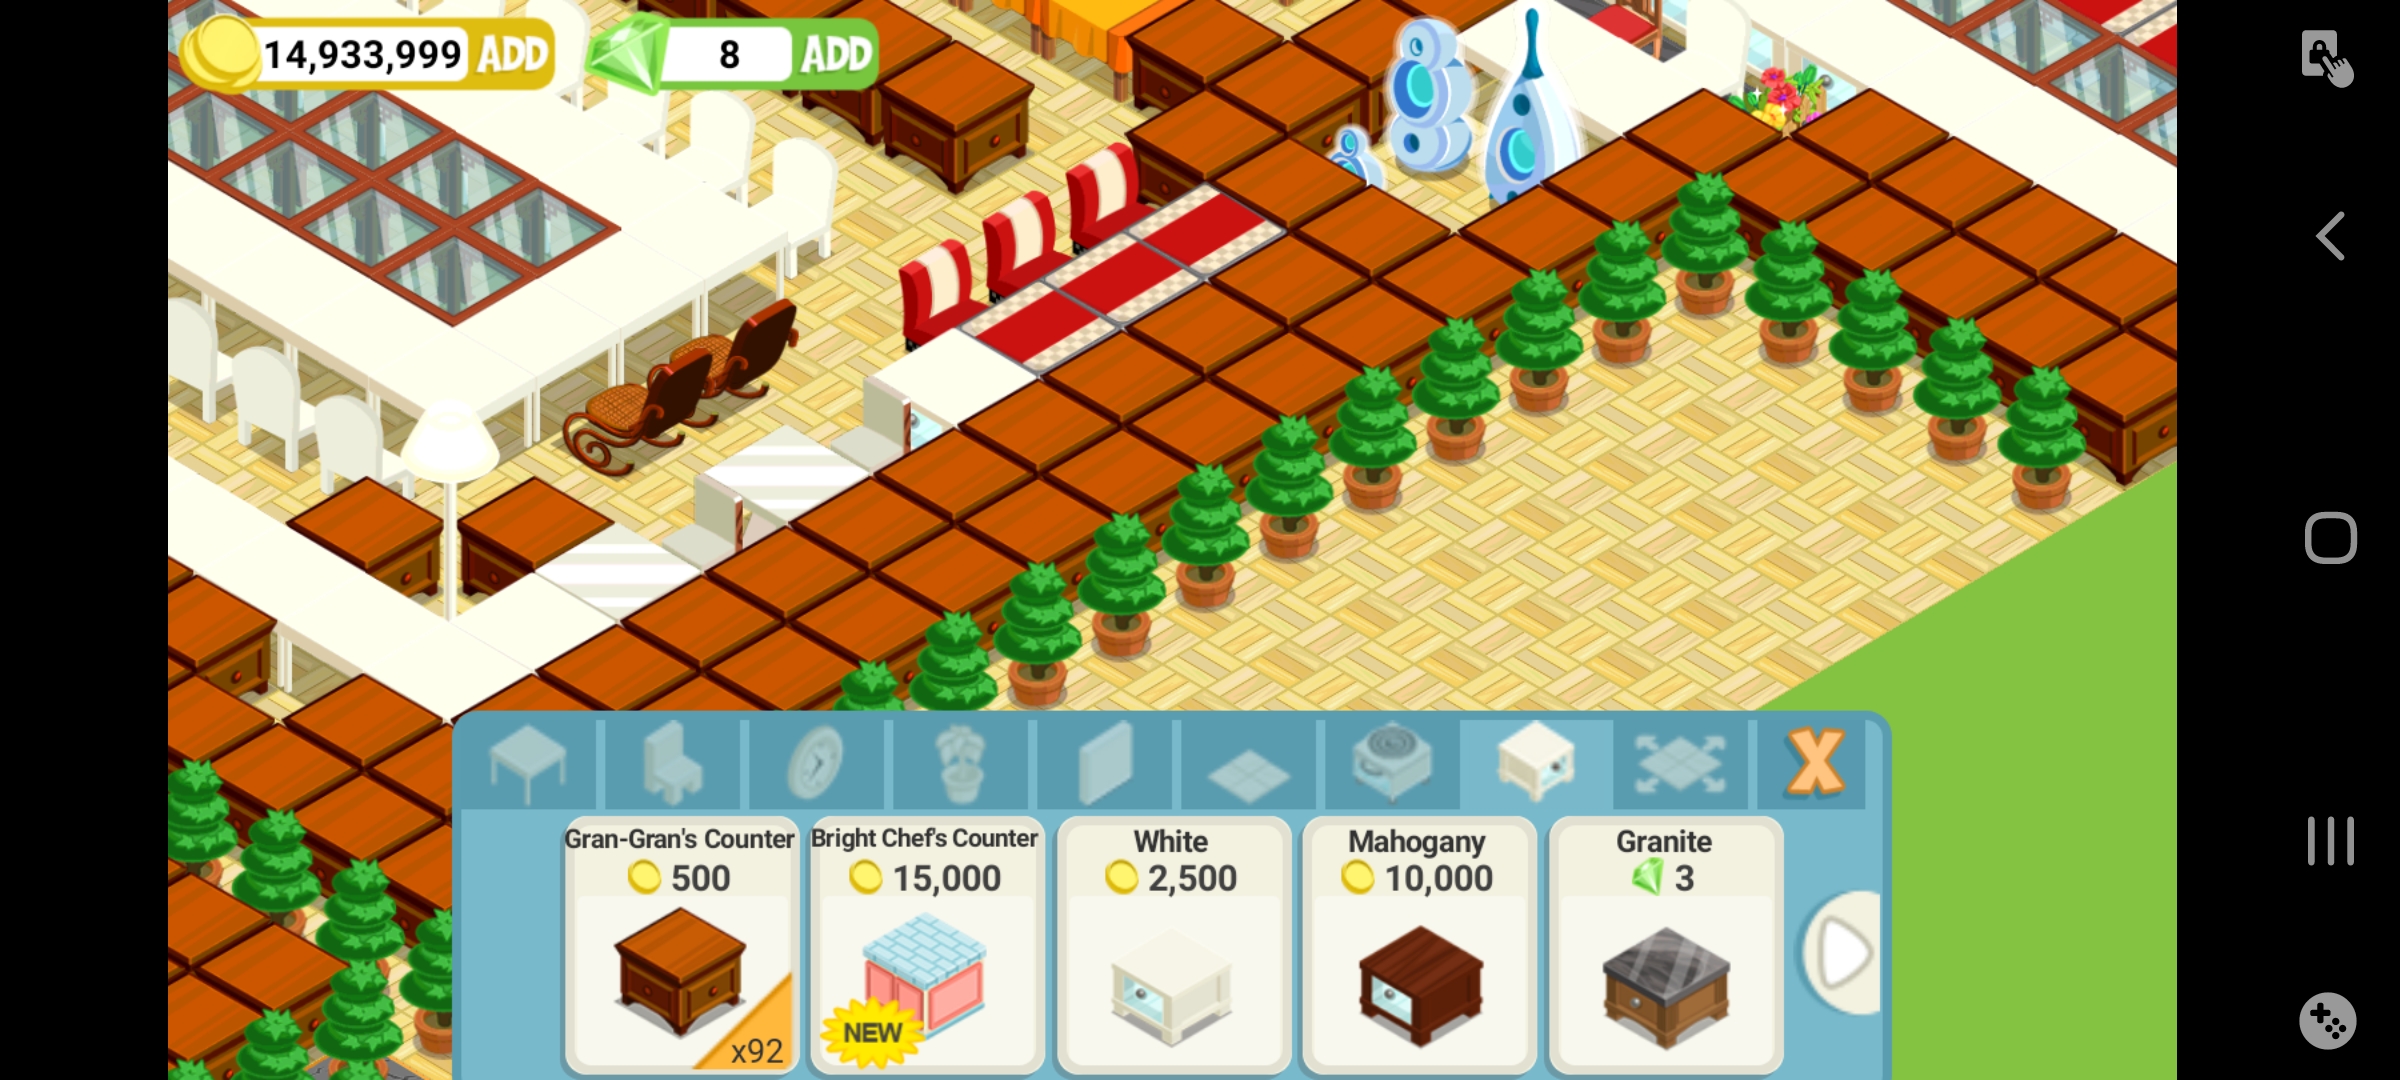 14,933,999 ADD 8 ADD
Gran-Gran's Counter
500
x92
Bright Chef's Counter
15,000
NEW
White
2,500
Mahogany
10,000
Granite
3
X